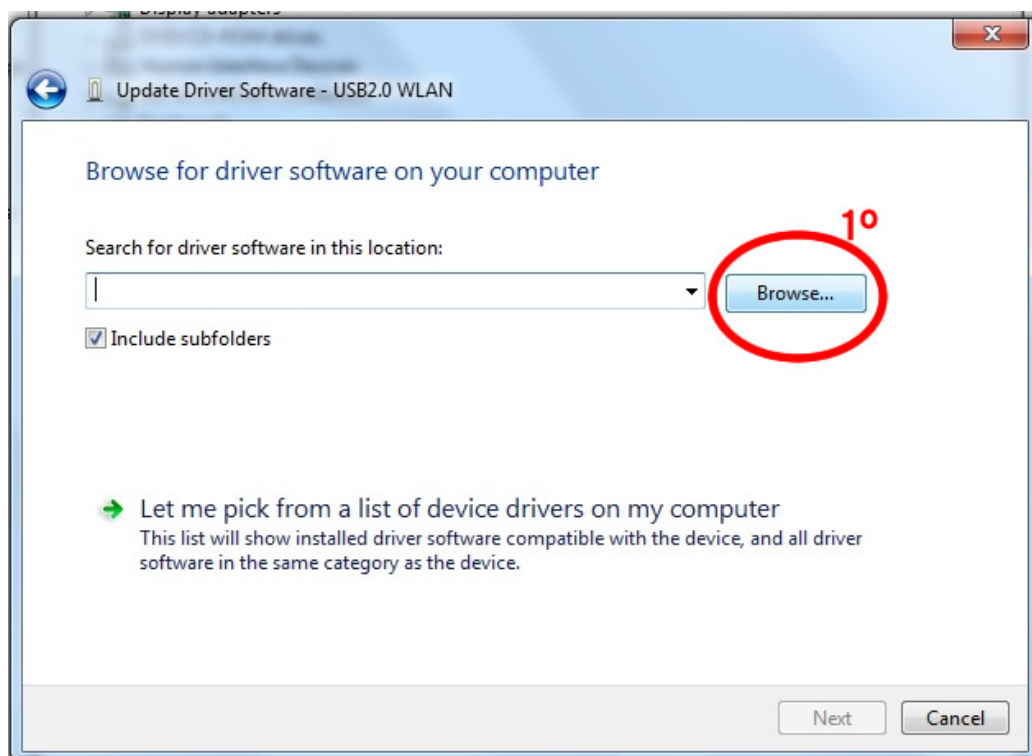 Display adapters
Update Driver Software - USB2.0 WLAN
Browse for driver software on your computer
1º
Search for driver software in this location:
Browse...
Include subfolders
Let me pick from a list of device drivers on my computer
This list will show installed driver software compatible with the device, and all driver
software in the same category as the device.
Next
Cancel